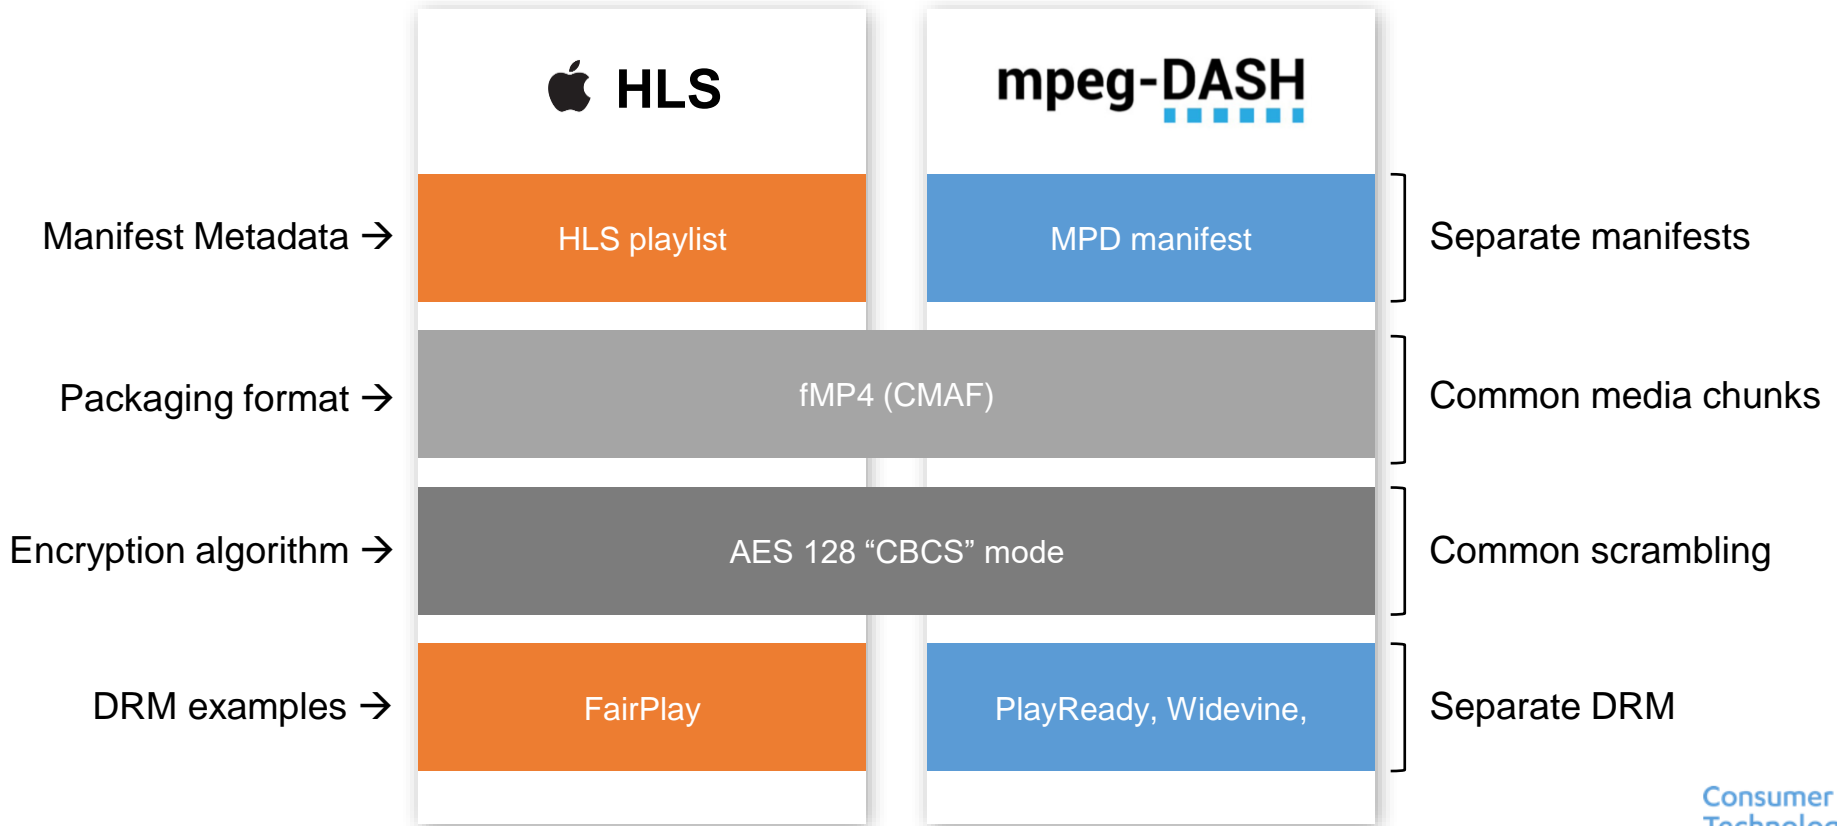 HLS
mpeg-DASH
Manifest Metadata →
HLS playlist
MPD manifest
Separate manifests
Packaging format →
fMP4 (CMAF)
Common media chunks
Encryption algorithm →
AES 128 “CBCS” mode
Common scrambling
DRM examples →
FairPlay
PlayReady, Widevine,
Separate DRM
Consumer